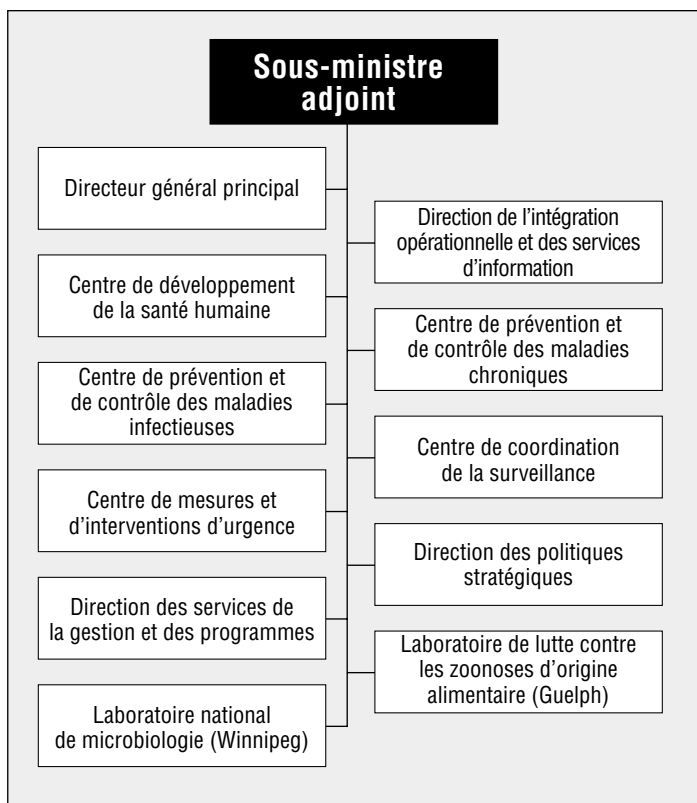 Sous-ministre
adjoint
Directeur général principal
Direction de l’intégration
opérationnelle et des services
d’information
Centre de développement
de la santé humaine
Centre de prévention et
de contrôle des maladies
chroniques
Centre de prévention et
de contrôle des maladies
infectieuses
Centre de coordination
de la surveillance
Centre de mesures et
d’interventions d’urgence
Direction des politiques
stratégiques
Direction des services de
la gestion et des programmes
Laboratoire de lutte contre
les zoonoses d’origine
alimentaire (Guelph)
Laboratoire national
de microbiologie (Winnipeg)